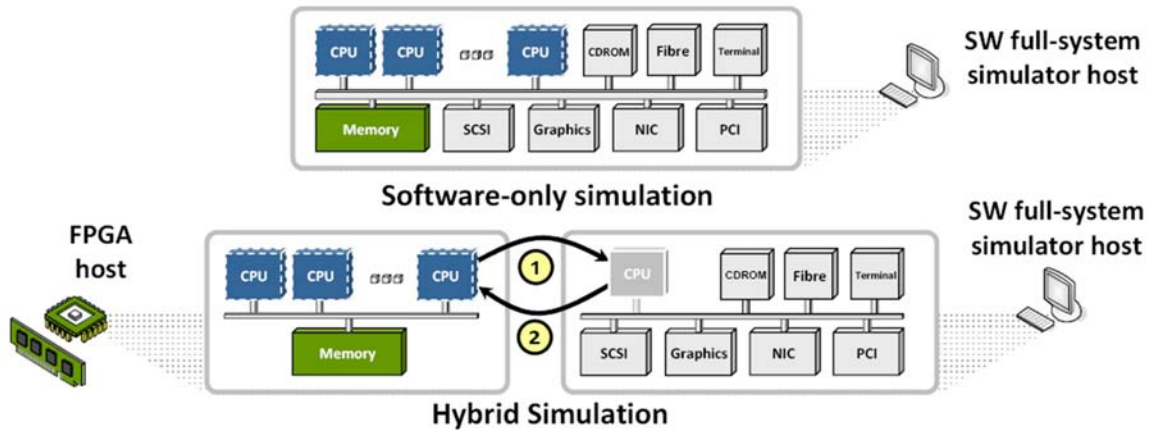 CPU CPU CPU CDROM Fibre Terminal
Memory SCSI Graphics NIC PCI
SW full-system
simulator host
Software-only simulation
FPGA
host
CPU CPU CPU 1 CPU CDROM Fibre Terminal
2
Memory SCSI Graphics NIC PCI
SW full-system
simulator host
Hybrid Simulation